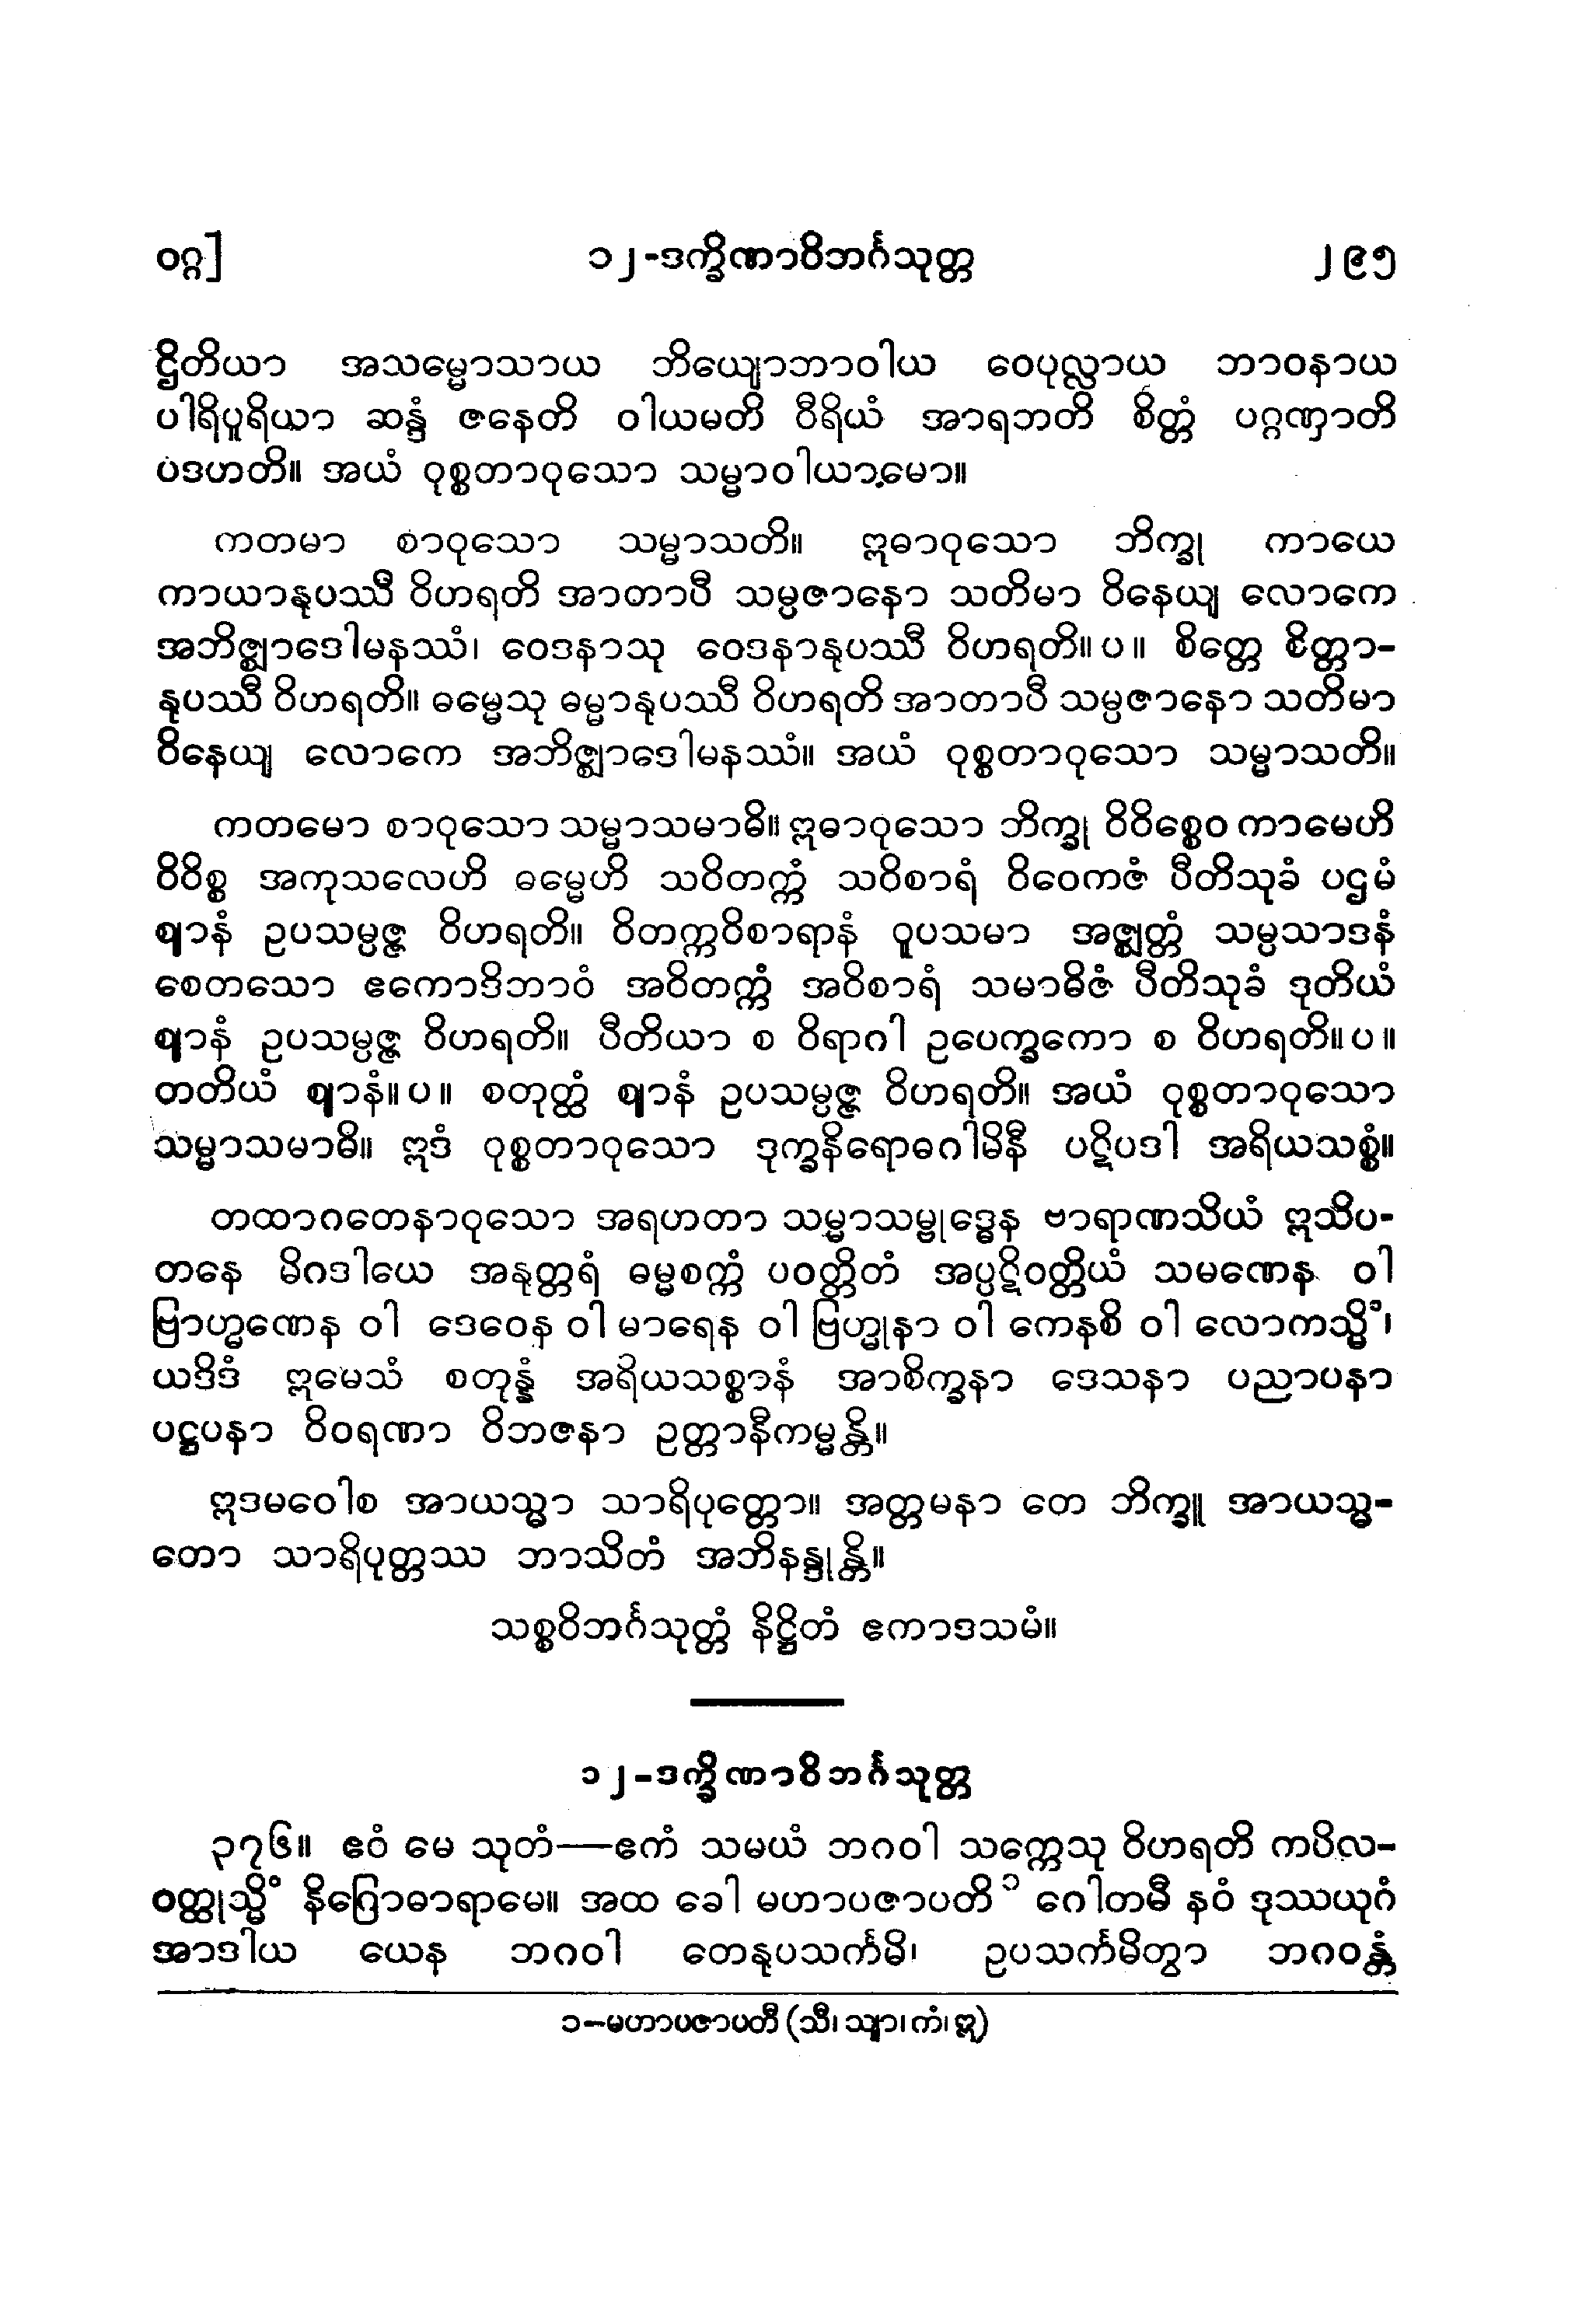 ဝဂ္ဂ] ၁၂-ဒက္ခိဏာဝိဘင်္ဂသုတ္တ ၂၉၅
ဌိတိယာ အသမ္မောသာယ ဘိယျောဘာဝါယ ဝေပုလ္လာယ ဘာဝနာယ
ပါရိပူရိယာ ဆန္ဒံ ဇနေတိ ဝါယမတိ ဝီရိယံ အာရဘတိ စိတ္တံ ပဂ္ဂဏှာတိ
ပဒဟတိ။ အယံ ဝုစ္စတာဝုသော သမ္မာဝါယာမော။
ကတမာ စာဝုသော သမ္မာသတိ။ ဣဓာဝုသော ဘိက္ခု ကာယေ
ကာယာနုပဿီ ဝိဟရတိ အာတာပီ သမ္ပဇာနော သတိမာ ဝိနေယျ လောကေ
အဘိဇ္ဈာဒေါမနဿံ၊ ဝေဒနာသု ဝေဒနာနုပဿီ ဝိဟရတိ။ပ။ စိတ္တေ စိတ္တာ-
နုပဿီ ဝိဟရတိ။ ဓမ္မေသု ဓမ္မာနုပဿီ ဝိဟရတိ အာတာပီ သမ္ပဇာနော သတိမာ
ဝိနေယျ လောကေ အဘိဇ္ဈာဒေါမနဿံ။ အယံ ဝုစ္စတာဝုသော သမ္မာသတိ။
ကတမော စာဝုသော သမ္မာသမာဓိ။ ဣဓာဝုသော ဘိက္ခု ဝိဝိစ္စေဝ ကာမေဟိ
ဝိဝိစ္စ အကုသလေဟိ ဓမ္မေဟိ သဝိတက္ကံ သဝိစာရံ ဝိဝေကဇံ ပီတိသုခံ ပဌမံ
ဈာနံ ဥပသမ္ပဇ္ဇ ဝိဟရတိ။ ဝိတက္ကဝိစာရာနံ ဝူပသမာ အဇ္ဈတ္တံ သမ္ပသာဒနံ
စေတသော ဧကောဒိဘာဝံ အဝိတက္ကံ အဝိစာရံ သမာဓိဇံ ပီတိသုခံ ဒုတိယံ
ဈာနံ ဥပသမ္ပဇ္ဇ ဝိဟရတိ။ ပီတိယာ စ ဝိရာဂါ ဥပေက္ခကော စ ဝိဟရတိ။ပ။
တတိယံ ဈာနံ။ပ။ စတုတ္ထံ ဈာနံ ဥပသမ္ပဇ္ဇ ဝိဟရတိ။ အယံ ဝုစ္စတာဝုသော
သမ္မာသမာဓိ။ ဣဒံ ဝုစ္စတာဝုသော ဒုက္ခနိရောဓဂါမိနီ ပဋိပဒါ အရိယသစ္စံ။
တထာဂတေနာဝုသော အရဟတာ သမ္မာသမ္ဗုဒ္ဓေန ဗာရာဏသိယံ ဣသိပ-
တနေ မိဂဒါယေ အနုတ္တရံ ဓမ္မစက္ကံ ပဝတ္တိတံ အပ္ပဋိဝတ္တိယံ သမဏေန ဝါ
ဗြာဟ္မဏေန ဝါ ဒေဝေန ဝါ မာရေန ဝါ ဗြဟ္မုနာ ဝါ ကေနစိ ဝါ လောကသ္မိံ၊
ယဒိဒံ ဣမေသံ စတုန္နံ အရိယသစ္စာနံ အာစိက္ခနာ ဒေသနာ ပညာပနာ
ပဋ္ဌပနာ ဝိဝရဏာ ဝိဘဇနာ ဥတ္တာနီကမ္မန္တိ။
ဣဒမဝေါစ အာယသ္မာ သာရိပုတ္တော။ အတ္တမနာ တေ ဘိက္ခူ အာယသ္မ-
တော သာရိပုတ္တဿ ဘာသိတံ အဘိနန္ဒုန္တိ။
သစ္စဝိဘင်္ဂသုတ္တံ နိဋ္ဌိတံ ဧကာဒသမံ။
၁၂-ဒက္ခိဏာဝိဘင်္ဂသုတ္တ
၃၇၆။ ဧဝံ မေ သုတံ—ဧကံ သမယံ ဘဂဝါ သက္ကေသု ဝိဟရတိ ကပိလ-
ဝတ္ထုသ္မိံ နိဂြောဓာရာမေ။ အထ ခေါ မဟာပဇာပတိ ၁ ဂေါတမီ နဝံ ဒုဿယုဂံ
အာဒါယ ယေန ဘဂဝါ တေနုပသင်္ကမိ၊ ဥပသင်္ကမိတွာ ဘဂဝန္တံ
၁—မဟာပဇာပတီ (သီ၊ သျာ၊ ကံ၊ ဣ)